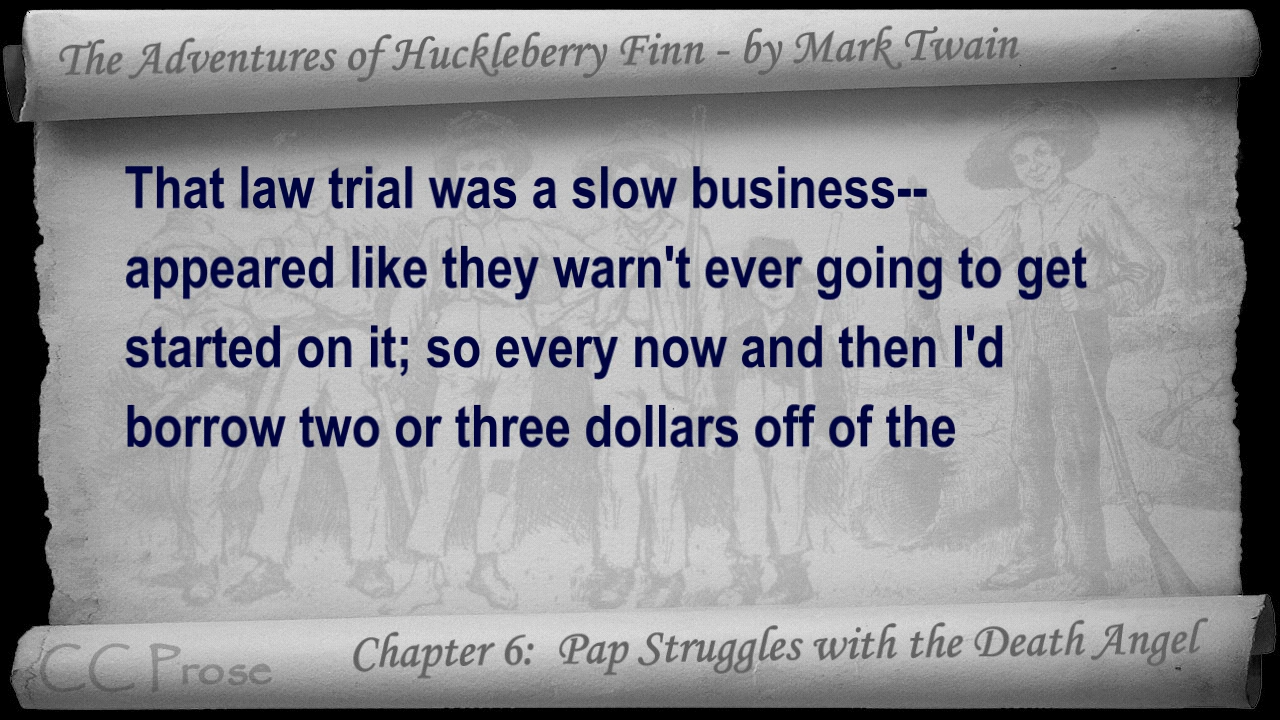 The Adventures of Huckleberry Finn - by Mark Twain
That law trial was a slow business--
appeared like they warn't ever going to get
started on it; so every now and then I'd
borrow two or three dollars off of the
Chapter 6:  Pap Struggles with the Death Angel
CC Prose